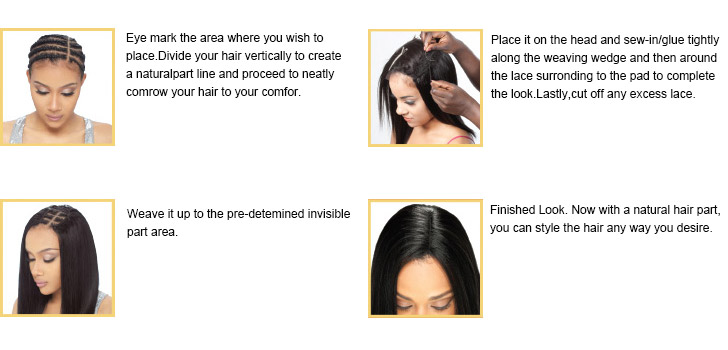 Eye mark the area where you wish to
place.Divide your hair vertically to create
a naturalpart line and proceed to neatly
comrow your hair to your comfor.
Weave it up to the pre-detemined invisible
part area.
Place it on the head and sew-in/glue tightly
along the weaving wedge and then around
the lace surronding to the pad to complete
the look.Lastly,cut off any excess lace.
Finished Look. Now with a natural hair part,
you can style the hair any way you desire.